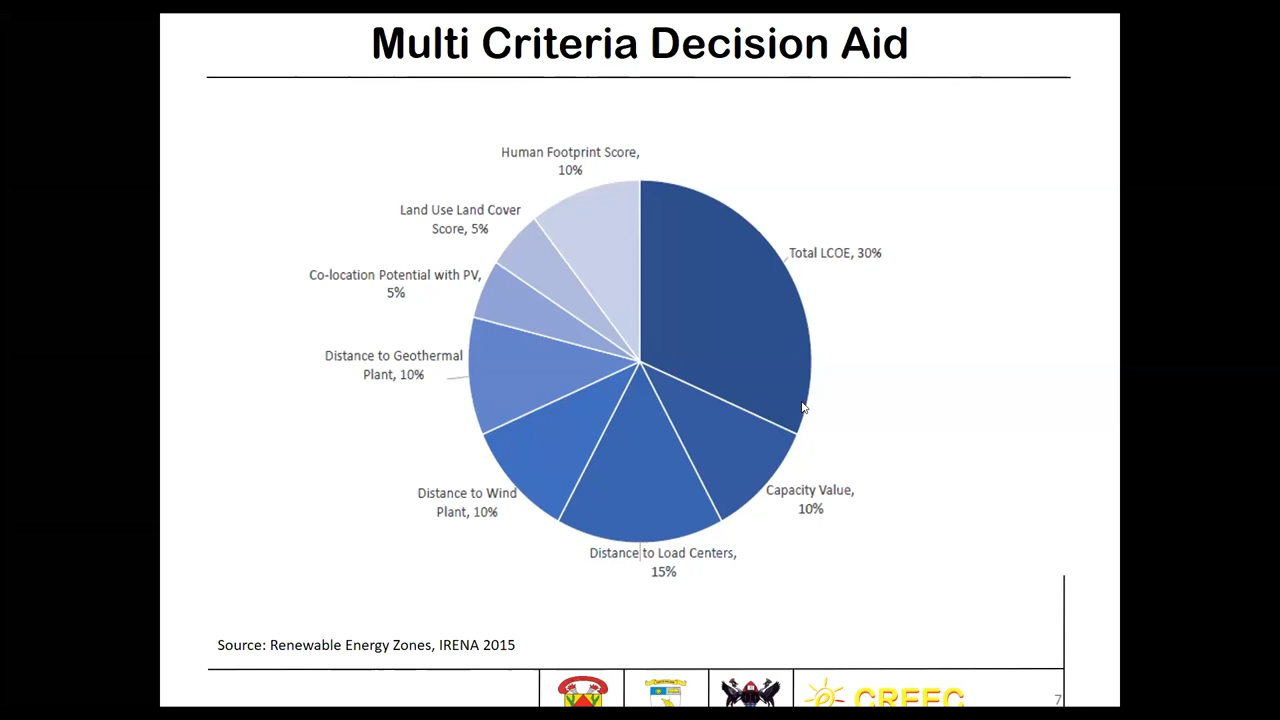 Multi Criteria Decision Aid
Human Footprint Score,
10%
Land Use Land Cover
Score, 5%
Total LCOE, 30%
Co-location Potential with PV,
5%
Distance to Geothermal
Plant, 10%
Distance to Wind
Plant, 10%
Capacity Value,
10%
Distance to Load Centers,
15%
Source: Renewable Energy Zones, IRENA 2015
CREEC
7